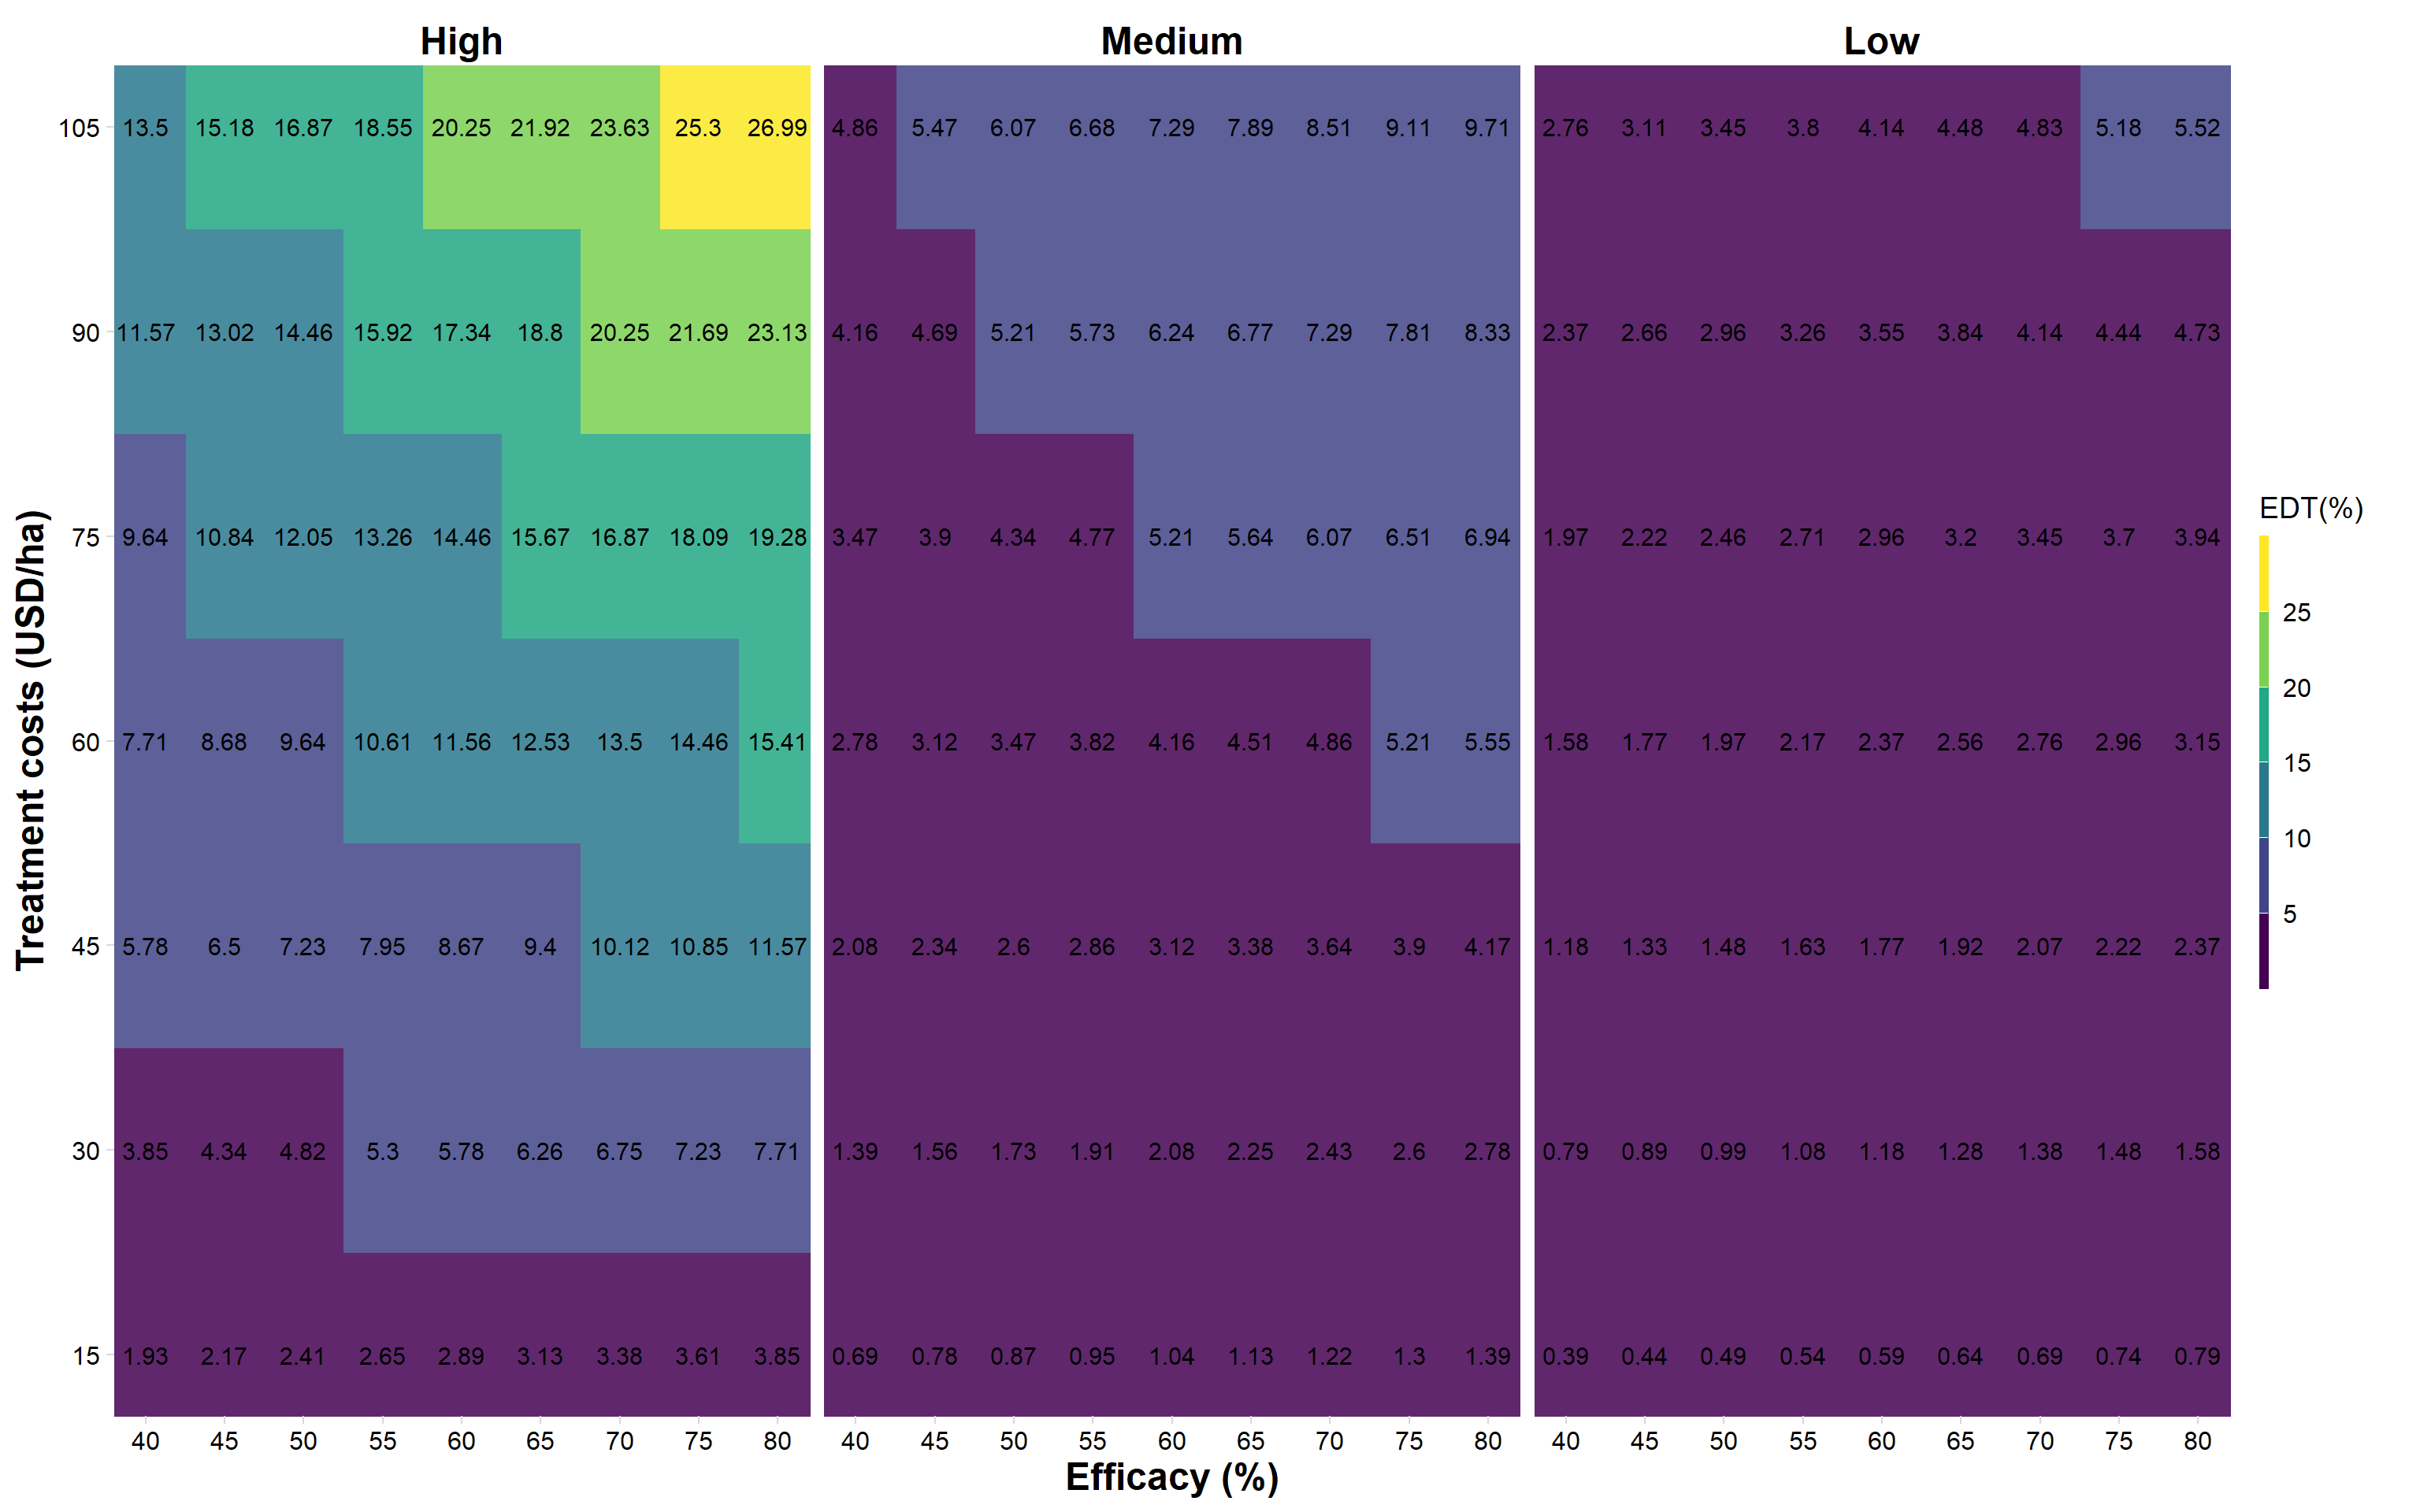 High Medium Low
105 13.5 15.18 16.87 18.55 20.25 21.92 23.63 25.3 26.99 4.86 5.47 6.07 6.68 7.29 7.89 8.51 9.11 9.71 2.76 3.11 3.45 3.8 4.14 4.48 4.83 5.18 5.52
90 11.57 13.02 14.46 15.92 17.34 18.8 20.25 21.69 23.13 4.16 4.69 5.21 5.73 6.24 6.77 7.29 7.81 8.33 2.37 2.66 2.96 3.26 3.55 3.84 4.14 4.44 4.73
75 9.64 10.84 12.05 13.26 14.46 15.67 16.87 18.09 19.28 3.47 3.9 4.34 4.77 5.21 5.64 6.07 6.51 6.94 1.97 2.22 2.46 2.71 2.96 3.2 3.45 3.7 3.94
60 7.71 8.68 9.64 10.61 11.56 12.53 13.5 14.46 15.41 2.78 3.12 3.47 3.82 4.16 4.51 4.86 5.21 5.55 1.58 1.77 1.97 2.17 2.37 2.56 2.76 2.96 3.15
45 5.78 6.5 7.23 7.95 8.67 9.4 10.12 10.85 11.57 2.08 2.34 2.6 2.86 3.12 3.38 3.64 3.9 4.17 1.18 1.33 1.48 1.63 1.77 1.92 2.07 2.22 2.37
30 3.85 4.34 4.82 5.3 5.78 6.26 6.75 7.23 7.71 1.39 1.56 1.73 1.91 2.08 2.25 2.43 2.6 2.78 0.79 0.89 0.99 1.08 1.18 1.28 1.38 1.48 1.58
15 1.93 2.17 2.41 2.65 2.89 3.13 3.38 3.61 3.85 0.69 0.78 0.87 0.95 1.04 1.13 1.22 1.3 1.39 0.39 0.44 0.49 0.54 0.59 0.64 0.69 0.74 0.79
40 45 50 55 60 65 70 75 80 40 45 50 55 60 65 70 75 80 40 45 50 55 60 65 70 75 80
Efficacy (%)
Treatment costs (USD/ha)
EDT(%)
25
20
15
10
5